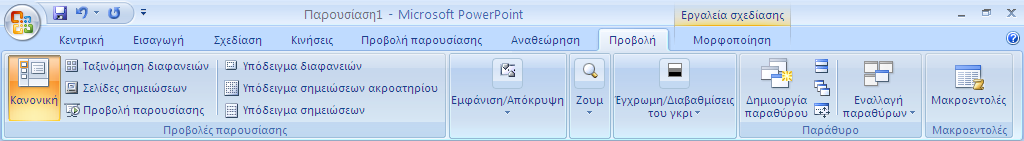 Παρουσίαση1 - Microsoft PowerPoint
Εργαλεία σχεδίασης
Κεντρική Εισαγωγή Σχεδίαση Κινήσεις Προβολή παρουσίασης Αναθεώρηση Προβολή Μορφοποίηση
Κανονική
Ταξινόμηση διαφανειών
Σελίδες σημειώσεων
Προβολή παρουσίασης
Υπόδειγμα διαφανειών
Υπόδειγμα σημειώσεων ακροατηρίου
Υπόδειγμα σημειώσεων
Προβολές παρουσίασης
Εμφάνιση/Απόκρυψη
Ζουμ
Έγχρωμη/Διαβαθμίσεις
του γκρι
Δημιουργία
παραθύρου
Εναλλαγή
παραθύρων
Παράθυρο
Μακροεντολές
Μακροεντολές